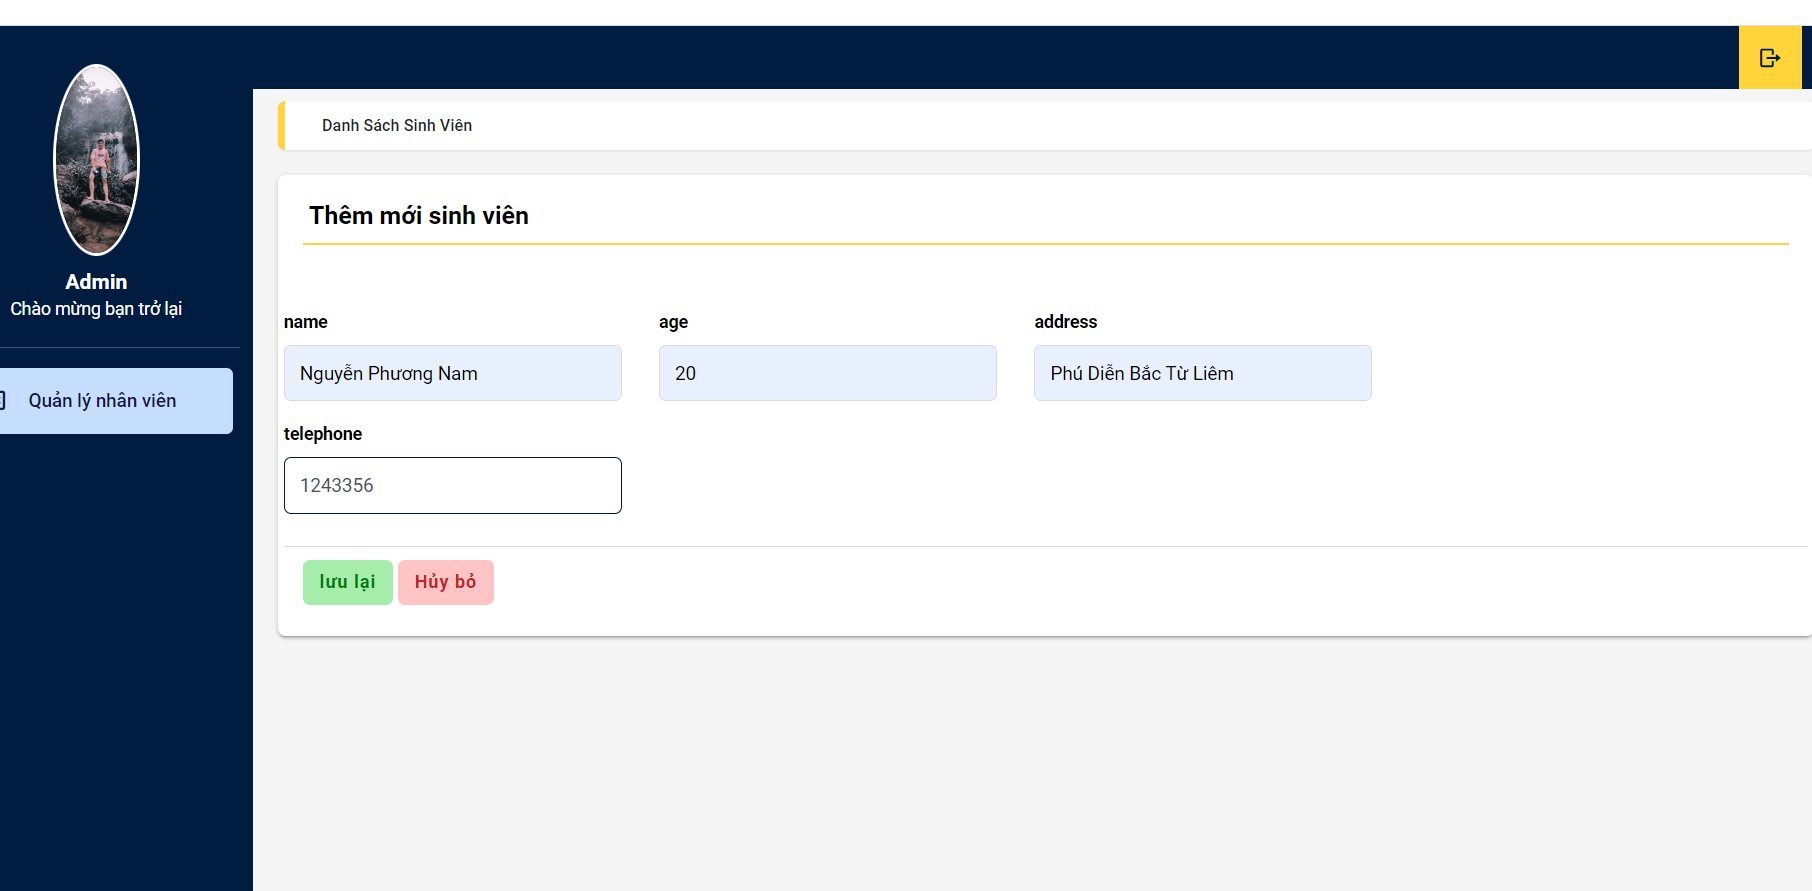 Admin
Chào mừng bạn trở lại
Quản lý nhân viên
Danh Sách Sinh Viên
Thêm mới sinh viên
name
age
address
Nguyễn Phương Nam
20
Phú Diễn Bắc Từ Liêm
telephone
1243356
lưu lại
Hủy bỏ